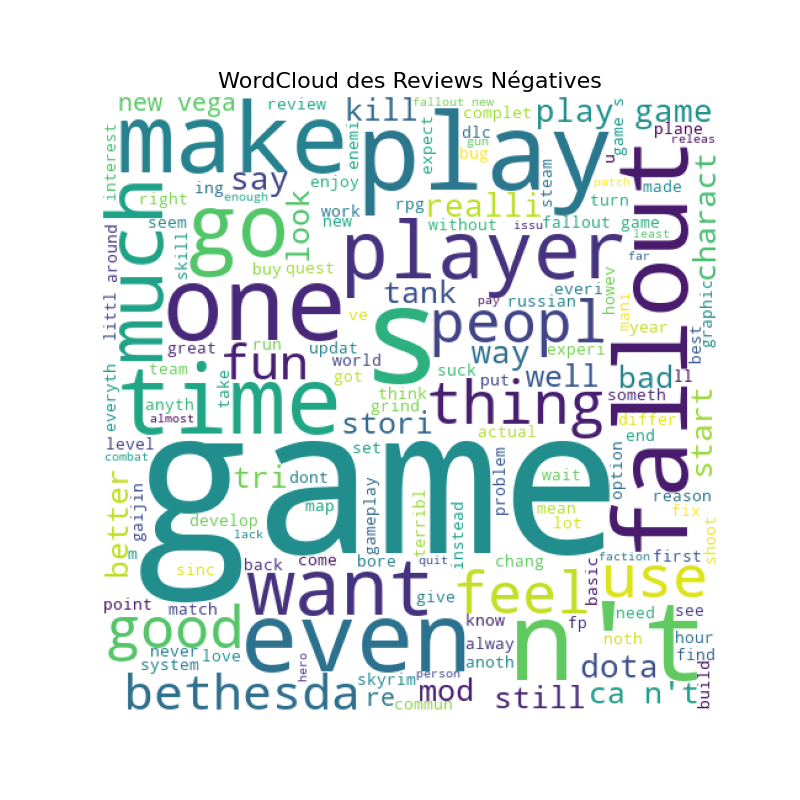 WordCloud des Reviews Négatives
new vega
review
kill
fallout new
complet
play game
game s
plane
releas
interest
make
enemi
play
expect
dlc
gun
bug
steam
u
fallout
charact
right
ing
say
enjoy
look
work
new
rpg
realli
without
issu
patch
turn
made
fallout game
least
much
seem
skill
go
enough
buy
quest
player
tank
pay
russian
everi
howev
mani
far
year
graphic
best
littl around
one
ve
s
peopl
great
run
fun
updat
world
way
experi
team
take
got
suck
put
well
bad
ll
everyth
time
anyth
almost
think
grind
thing
someth
stori
actual
differ
end
start
level
combat
set
game
tri
dont
map
gameplay
problem
wait
option
reason
better
gaijin
develop
lack
terribl
instead
mean
lot
fix
shoot
m
sinc
back
come
bore
quit
chang
faction
first
want
give
feel
basic
use
point
match
good
even
know
alway
n't
fp
need
see
noth
hour
find
never
system
love
hero
skyrim
person
anoth
dota
build
bethesda
re
mod
commun
still
ca n't